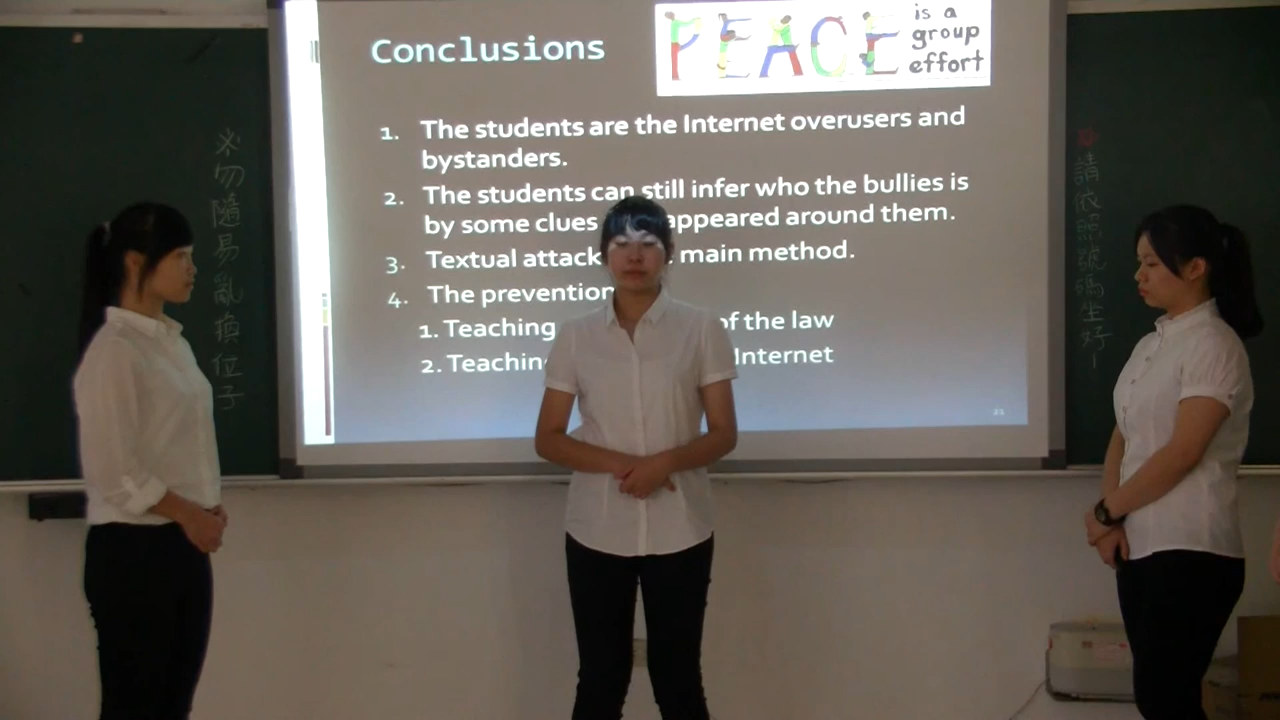 Conclusions
PEACE
is a
group
effort
1. The students are the Internet overusers and
bystanders.
2. The students can still infer who the bullies is
by some clues appeared around them.
3. Textual attack main method.
4. The prevention
1. Teaching of the law
2. Teaching Internet
21
必勿隨易亂換位子
請依照號碼坐好!